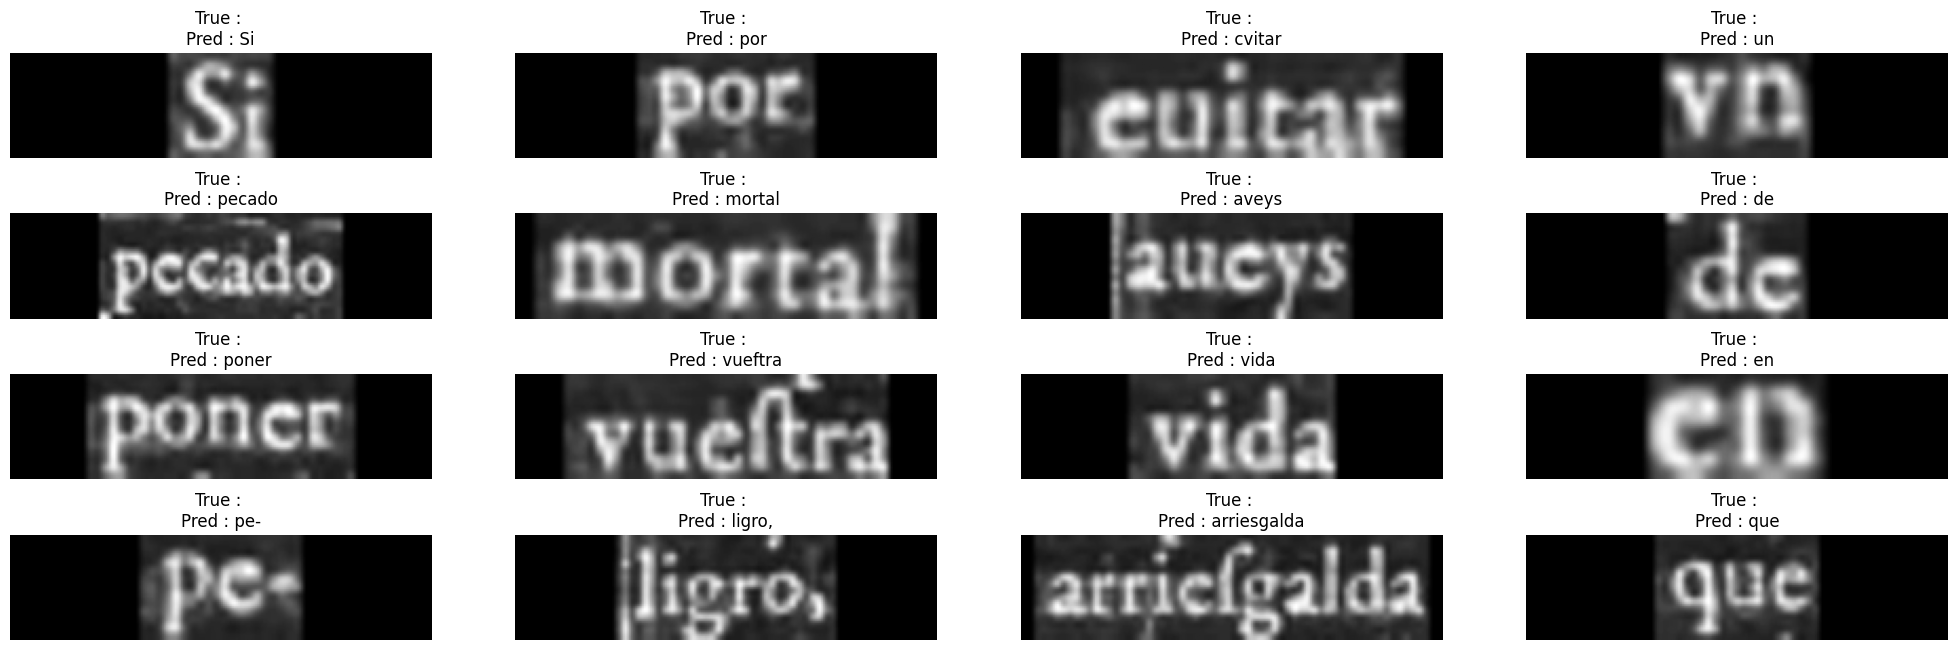 True : True : True : True :
Pred : Si Pred : por Pred : cvitar Pred : un
Si por euitar vn
True : True : True : True :
Pred : pecado Pred : mortal Pred : aveys Pred : de
pecado mortal aueys de
True : True : True : True :
Pred : poner Pred : vueftra Pred : vida Pred : en
poner vueſtra vida en
True : True : True : True :
Pred : pe- Pred : ligro, Pred : arriesgalda Pred : que
pe- ligro, arrieſgalda que